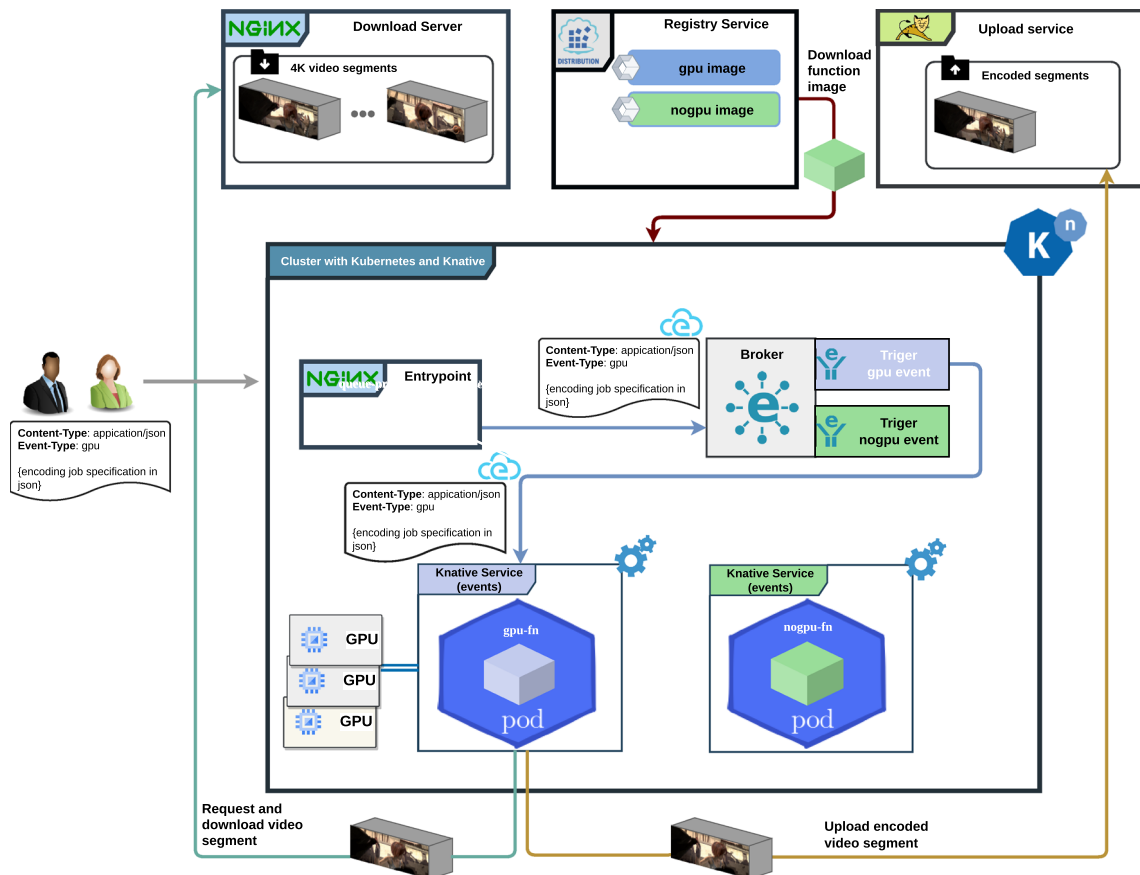 NGiNX
Download Server
4K video segments
DISTRIBUTION
Registry Service
gpu image
nogpu image
Download
function
image
Upload service
Encoded segments
Cluster with Kubernetes and Knative
K
n
Content-Type: appication/json
Event-Type: gpu
{encoding job specification in
json}
NGiNX
Entrypoint
Content-Type: appication/json
Event-Type: gpu
{encoding job specification in
json}
Broker
e
Triger
gpu event
Triger
nogpu event
Content-Type: appication/json
Event-Type: gpu
{encoding job specification in
json}
Knative Service
(events)
gpu-fn
pod
Knative Service
(events)
nogpu-fn
pod
GPU
GPU
GPU
Request and
download video
segment
Upload encoded
video segment